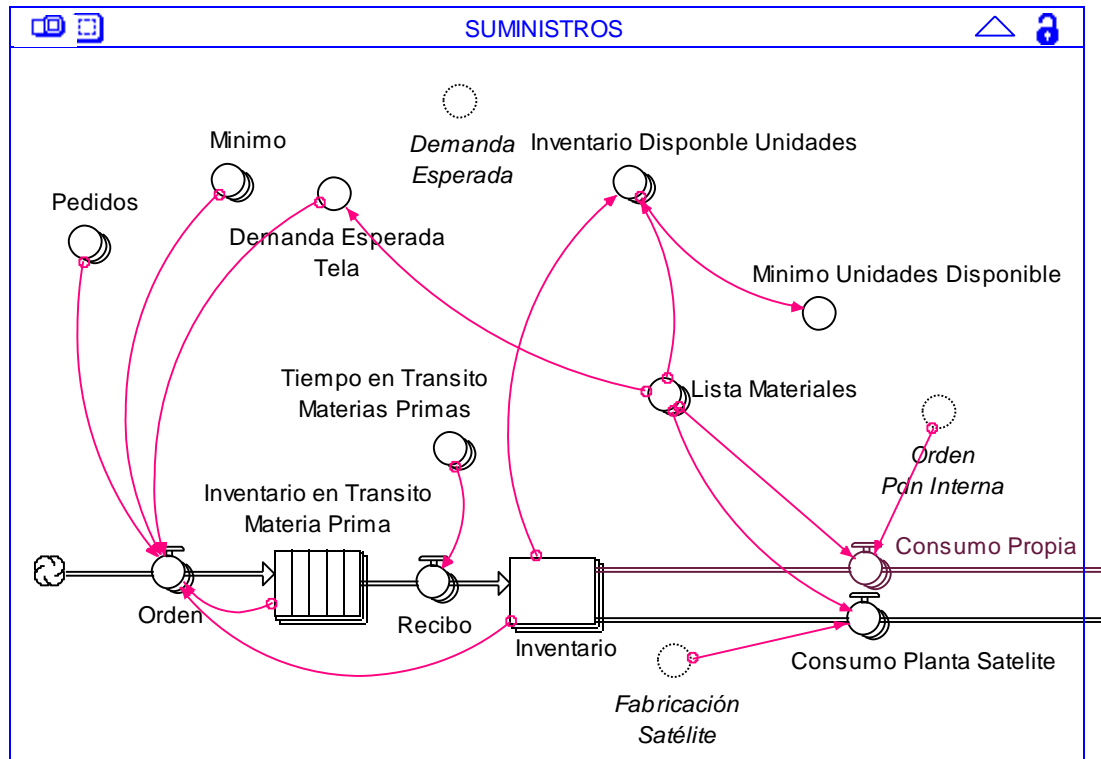 SUMINISTROS
Minimo
Demanda
Esperada
Inventario Disponble Unidades
Pedidos
Demanda Esperada
Tela
Minimo Unidades Disponible
Tiempo en Transito
Materias Primas
Lista Materiales
Orden
Pdn Interna
Inventario en Transito
Materia Prima
Consumo Propia
Orden
Recibo
Inventario
Consumo Planta Satelite
Fabricación
Satélite